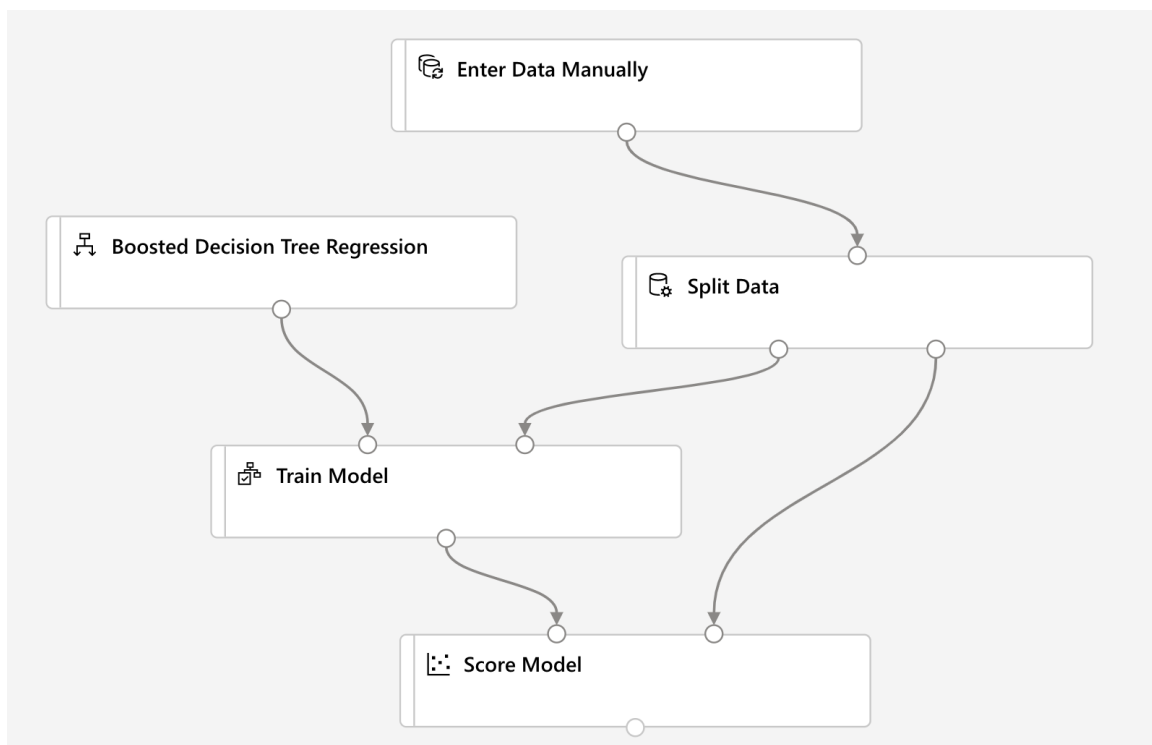 Enter Data Manually
Boosted Decision Tree Regression
Split Data
Train Model
Score Model